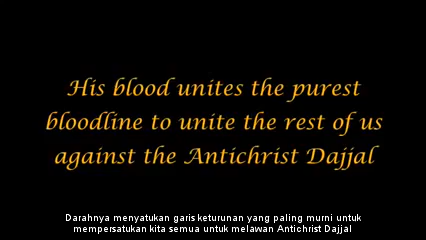 His blood unites the purest
bloodline to unite the rest of us
against the Antichrist Dajjal
Darahnya menyatukan garis keturunan yang paling murni untuk
mempersatukan kita semua untuk melawan Antichrist Dajjal